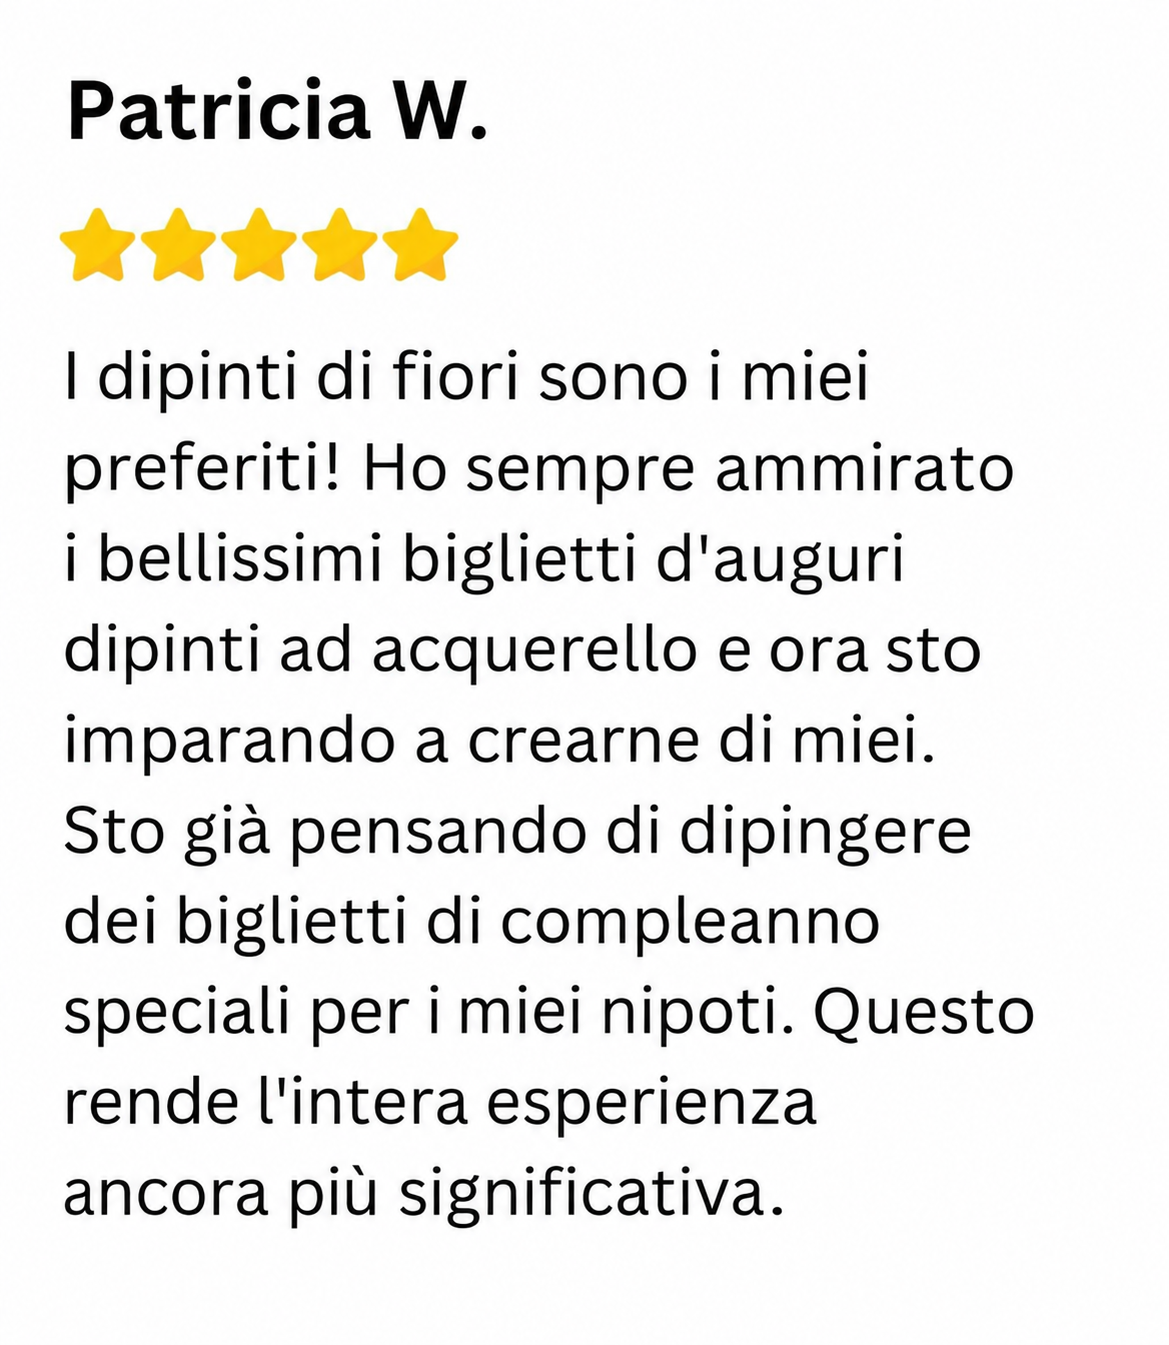 Patricia W.
⭐⭐⭐⭐⭐
I dipinti di fiori sono i miei
preferiti! Ho sempre ammirato
i bellissimi biglietti d'auguri
dipinti ad acquerello e ora sto
imparando a crearne di miei.
Sto già pensando di dipingere
dei biglietti di compleanno
speciali per i miei nipoti. Questo
rende l'intera esperienza
ancora più significativa.